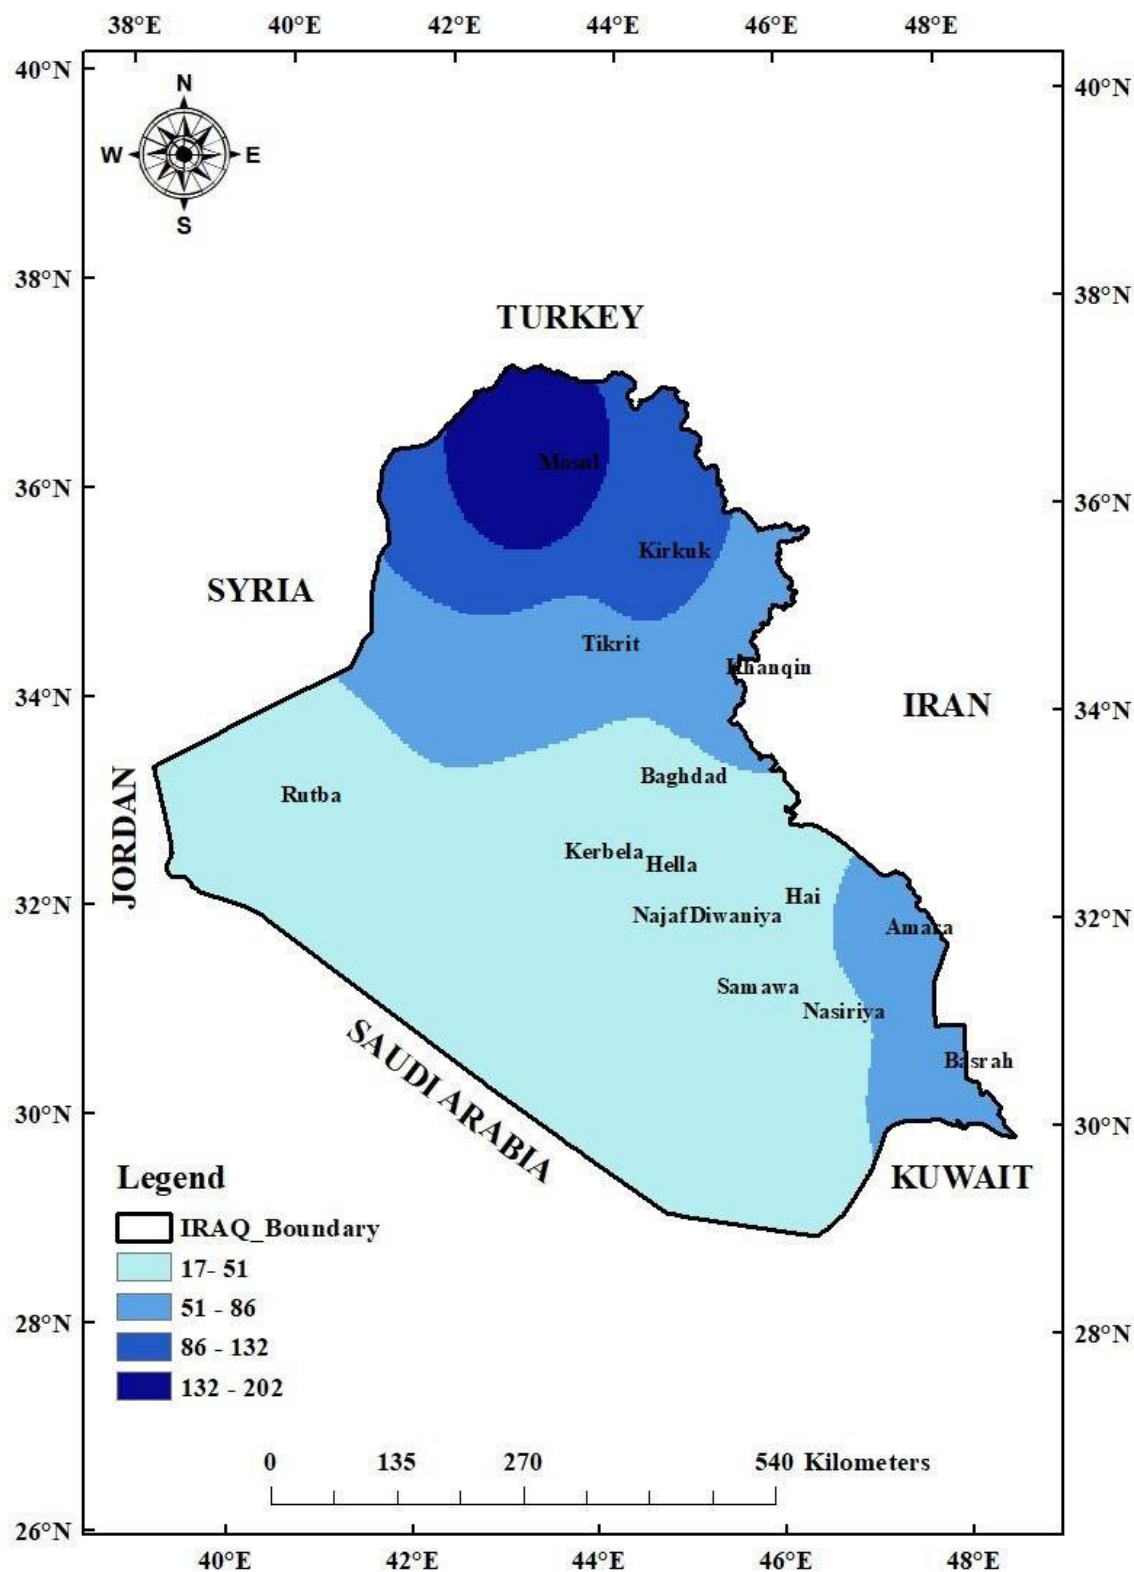 38°E 40°E 42°E 44°E 46°E 48°E
40°N 40°N
N
W E
S
38°N 38°N
TURKEY
Mosul
36°N 36°N
Kirkuk
SYRIA
Tikrit
Khanqin
34°N 34°N
IRAN
Baghdad
Rutba
JORDAN
Kerbela
Hella
Hai
32°N 32°N
Najaf Diwaniya
Amara
Samawa
Nasiriya
Basrah
SAUDI ARABIA
30°N 30°N
KUWAIT
Legend
IRAQ_Boundary
17- 51
51 - 86
86 - 132
132 - 202
28°N 28°N
0 135 270 540 Kilometers
26°N
40°E 42°E 44°E 46°E 48°E